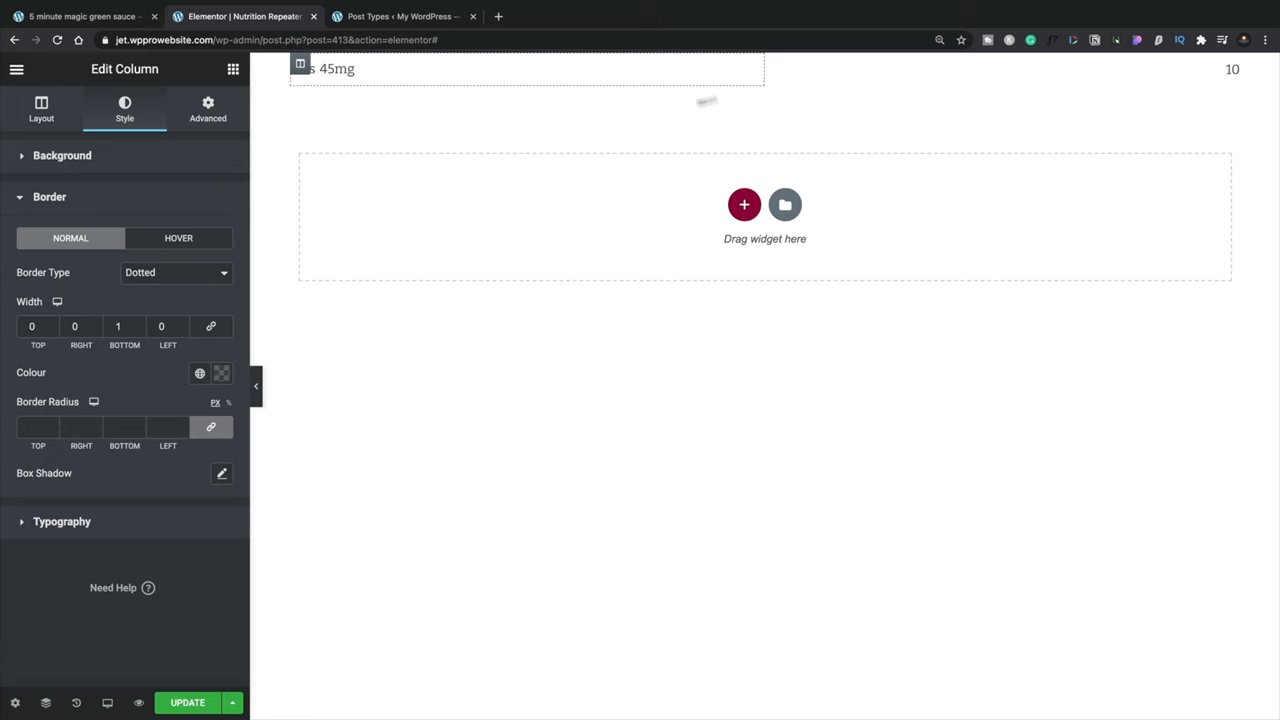 5 minute magic green sauce –
Elementor | Nutrition Repeater
Post Types ‹ My WordPress —
jet.wpprowebsite.com/wp-admin/post.php?post=413&action=elementor#
Edit Column
s 45mg
10
Layout
Style
Advanced
Background
Border
NORMAL
HOVER
Border Type
Dotted
Width
0 0 1 0
TOP RIGHT BOTTOM LEFT
Colour
Border Radius
PX %
TOP RIGHT BOTTOM LEFT
Box Shadow
Typography
Need Help
UPDATE
Drag widget here